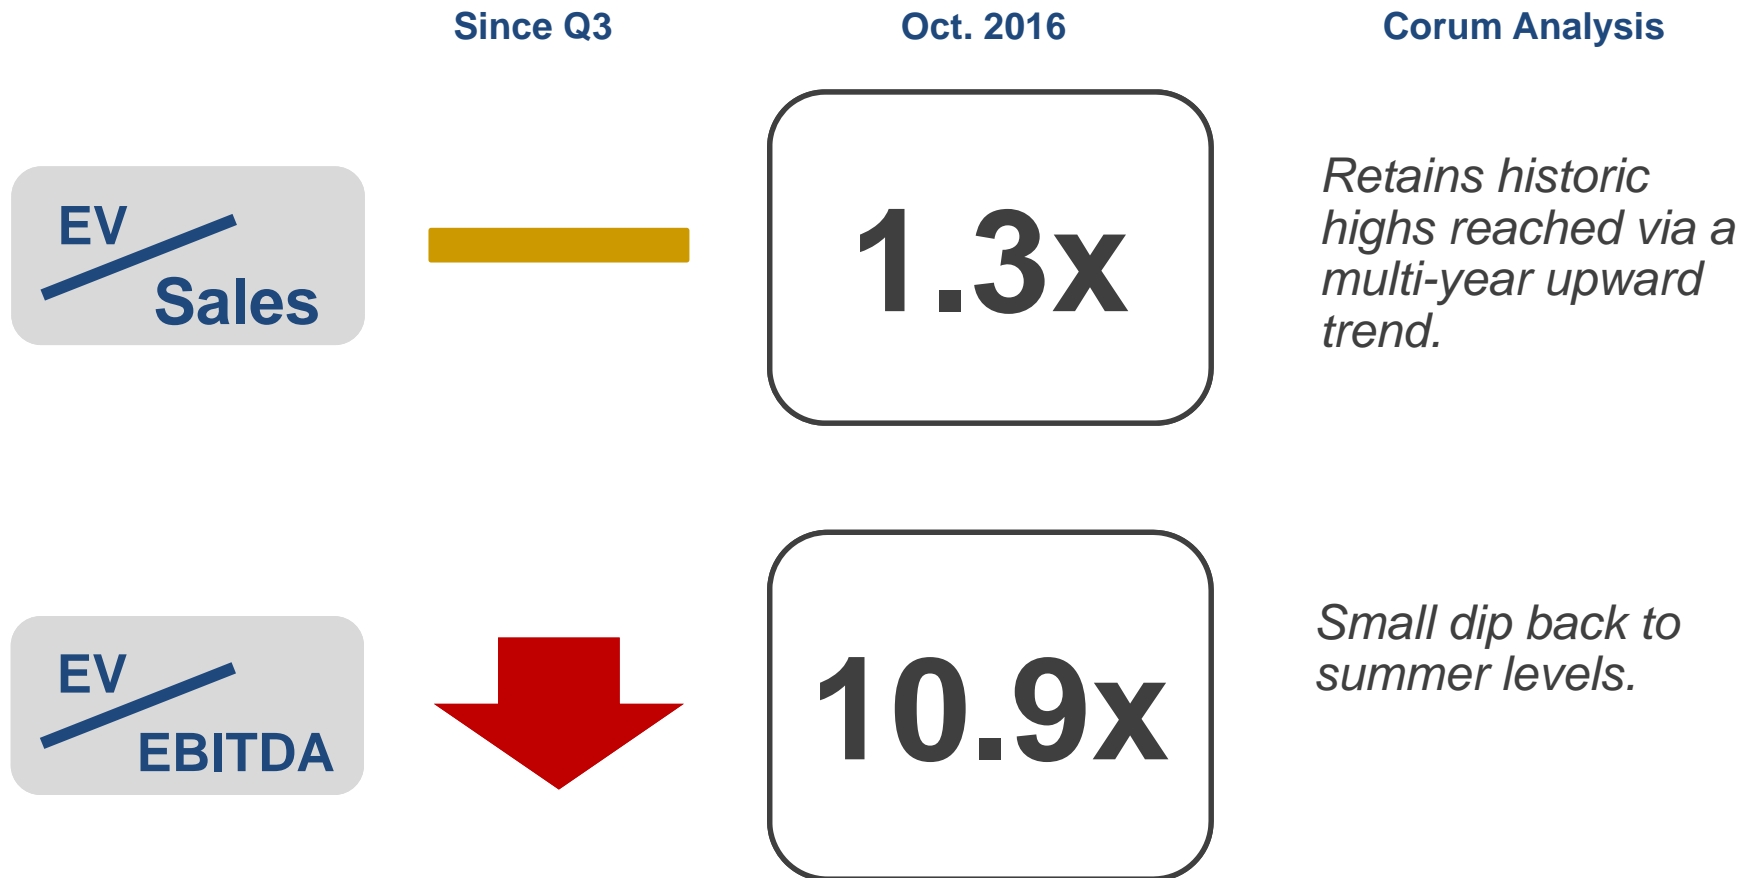 Since Q3
Oct. 2016
Corum Analysis
EV
Sales
1.3x
Retains historic
highs reached via a
multi-year upward
trend.
EV
EBITDA
10.9x
Small dip back to
summer levels.